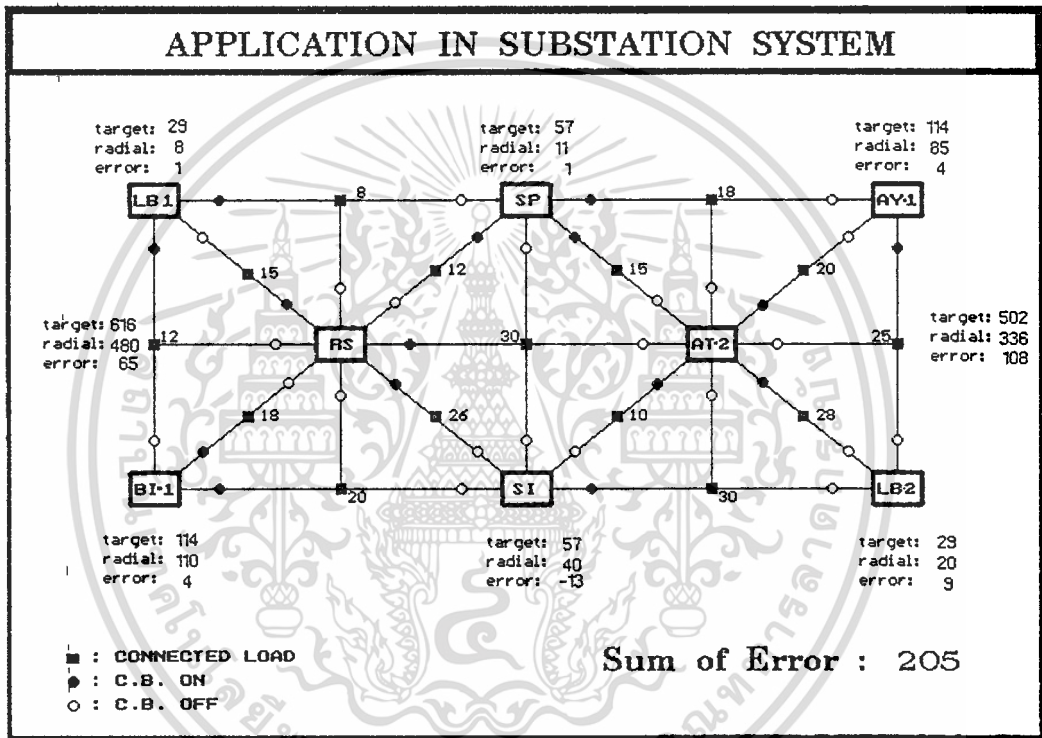 APPLICATION IN SUBSTATION SYSTEM
target: 29
radial: 8
error: 1
target: 57
radial: 11
error: 1
target: 114
radial: 85
error: 4
LB-1
8
SP
18
AY-1
15
12
15
20
target: 616
radial: 480
error: 65
12
RS
30
AT-2
25
target: 502
radial: 336
error: 108
18
26
10
28
BI-1
20
SI
30
LB-2
target: 114
radial: 110
error: 4
target: 57
radial: 40
error: -13
target: 29
radial: 20
error: 9
■ : CONNECTED LOAD
● : C.B. ON
○ : C.B. OFF
Sum of Error : 205